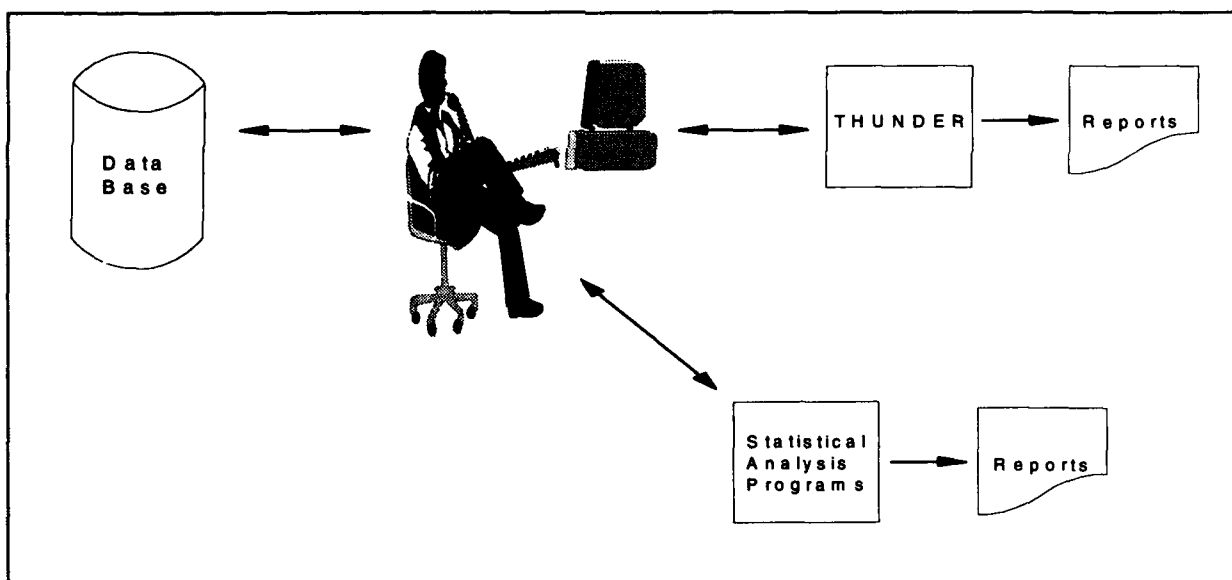 Data
Base
THUNDER
Reports
Statistical
Analysis
Programs
Reports